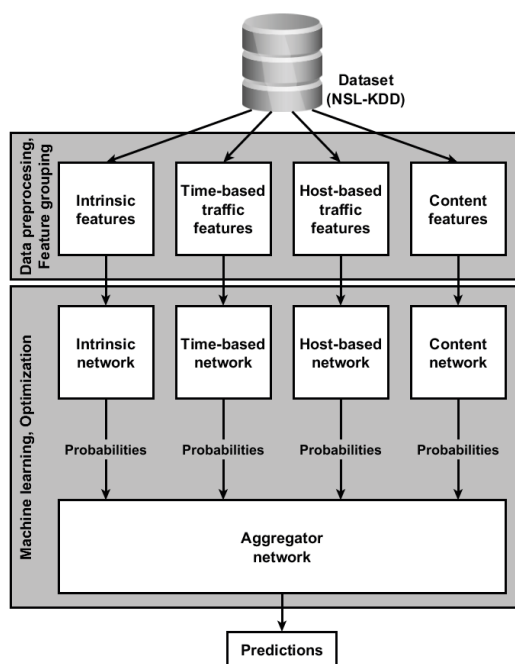 Dataset
(NSL-KDD)
Data preprocesing,
Feature grouping
Intrinsic
features
Time-based
traffic
features
Host-based
traffic
features
Content
features
Machine learning, Optimization
Intrinsic
network
Time-based
network
Host-based
network
Content
network
Probabilities
Probabilities
Probabilities
Probabilities
Aggregator
network
Predictions